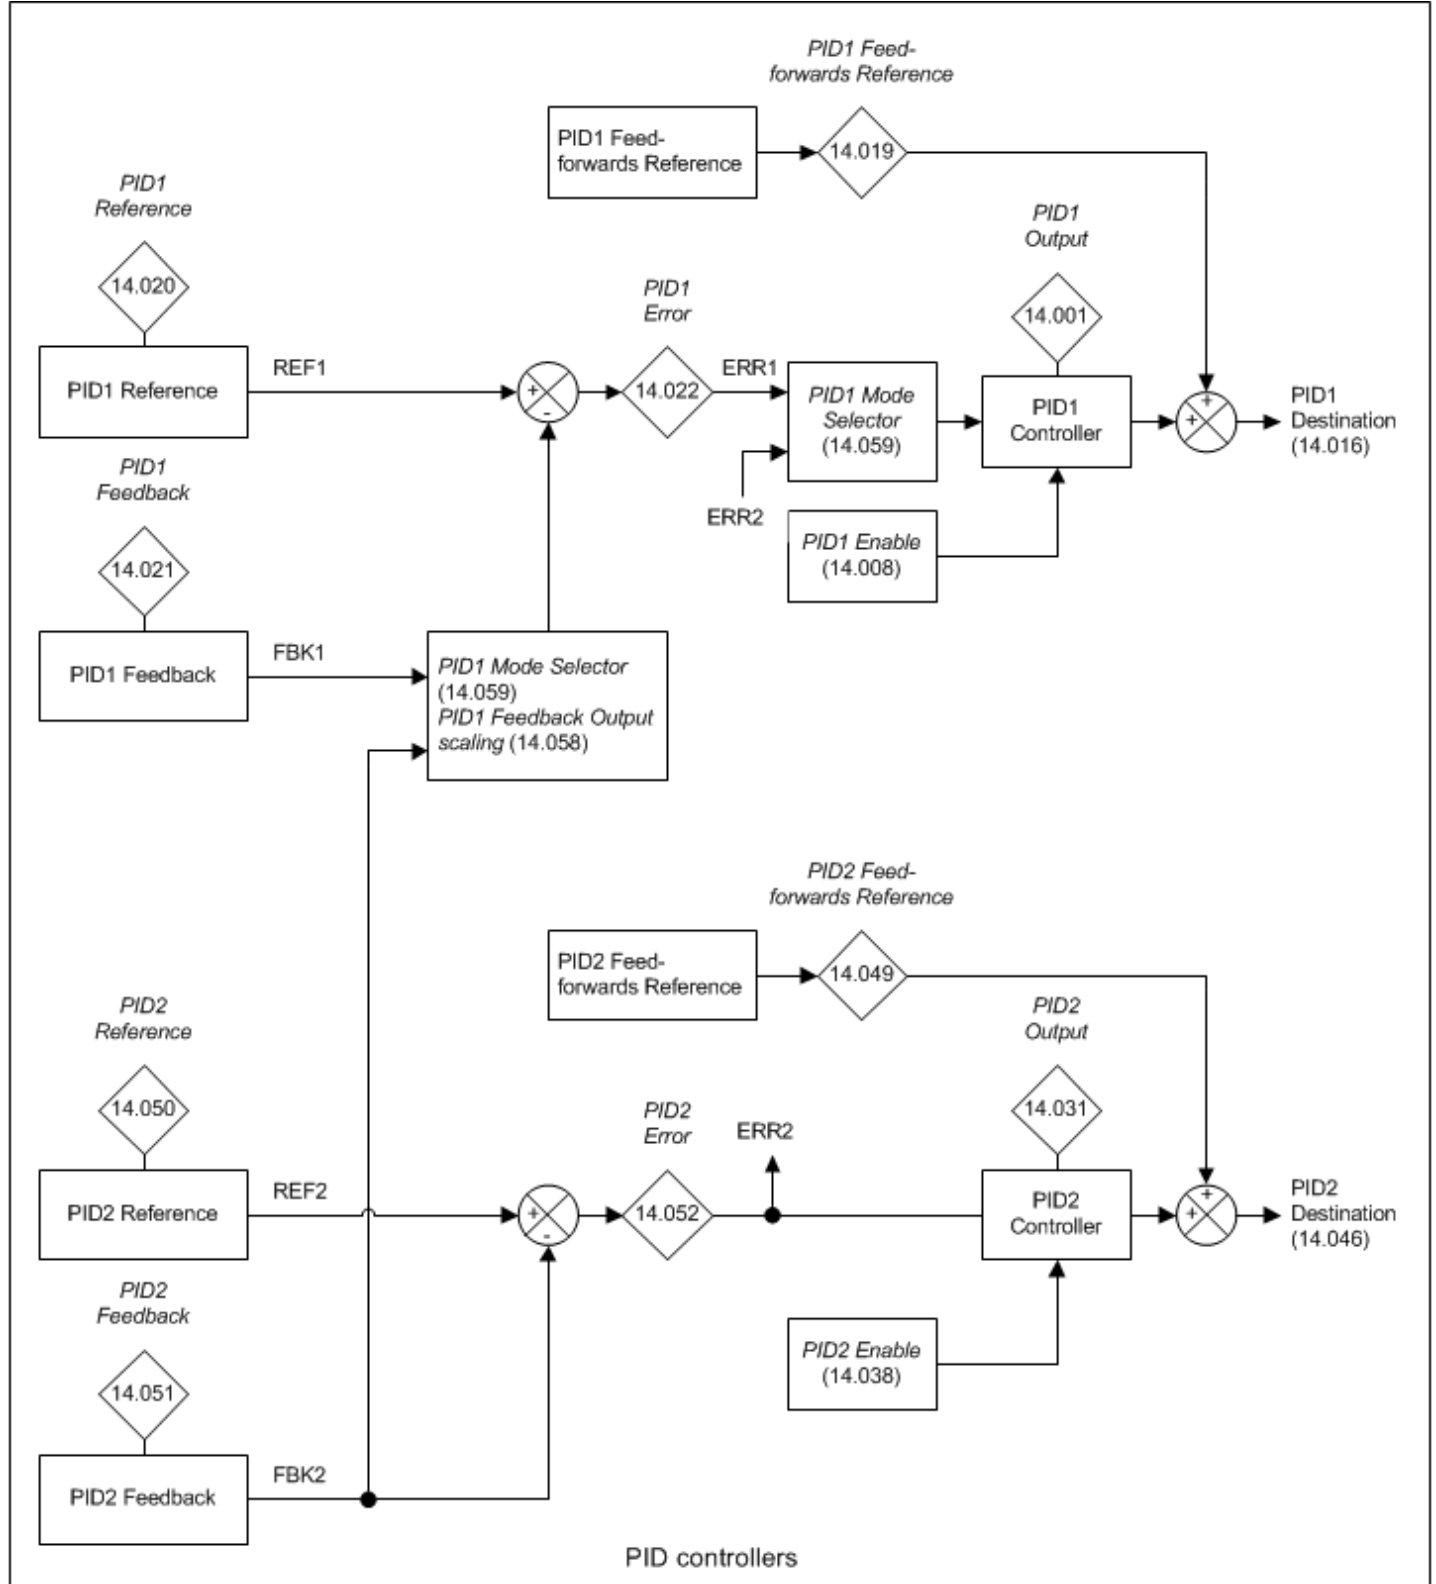 PID1 Feed-
forwards Reference
PID1 Feed-
forwards Reference
14.019
PID1
Reference
14.020
PID1
Output
14.001
PID1
Error
14.022
PID1 Reference
REF1
+
-
ERR1
PID1 Mode
Selector
(14.059)
ERR2
PID1
Controller
+
+
PID1
Destination
(14.016)
PID1
Feedback
14.021
PID1 Enable
(14.008)
PID1 Feedback
FBK1
PID1 Mode Selector
(14.059)
PID1 Feedback Output
scaling (14.058)
PID2 Feed-
forwards Reference
PID2 Feed-
forwards Reference
14.049
PID2
Reference
14.050
PID2
Output
14.031
PID2
Error
14.052
ERR2
PID2 Reference
REF2
+
-
PID2
Controller
+
+
PID2
Destination
(14.046)
PID2
Feedback
14.051
PID2 Enable
(14.038)
PID2 Feedback
FBK2
PID controllers